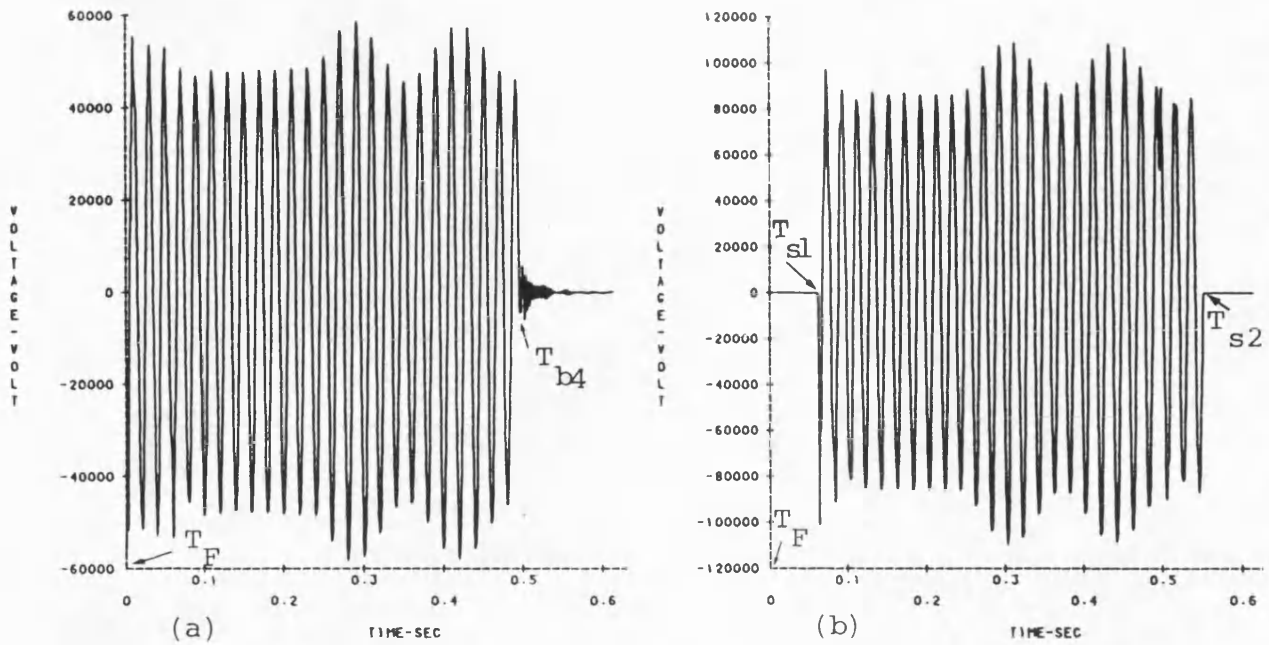 60000
40000
20000
0
-20000
-40000
-60000
VOLTAGE-VOLT
T b4
T F
0 0.1 0.2 0.3 0.4 0.5 0.6
(a) TIME-SEC
120000
100000
80000
60000
40000
20000
0
-20000
-40000
-60000
-80000
-100000
-120000
VOLTAGE-VOLT
T s1
T s2
T F
0 0.1 0.2 0.3 0.4 0.5 0.6
(b) TIME-SEC